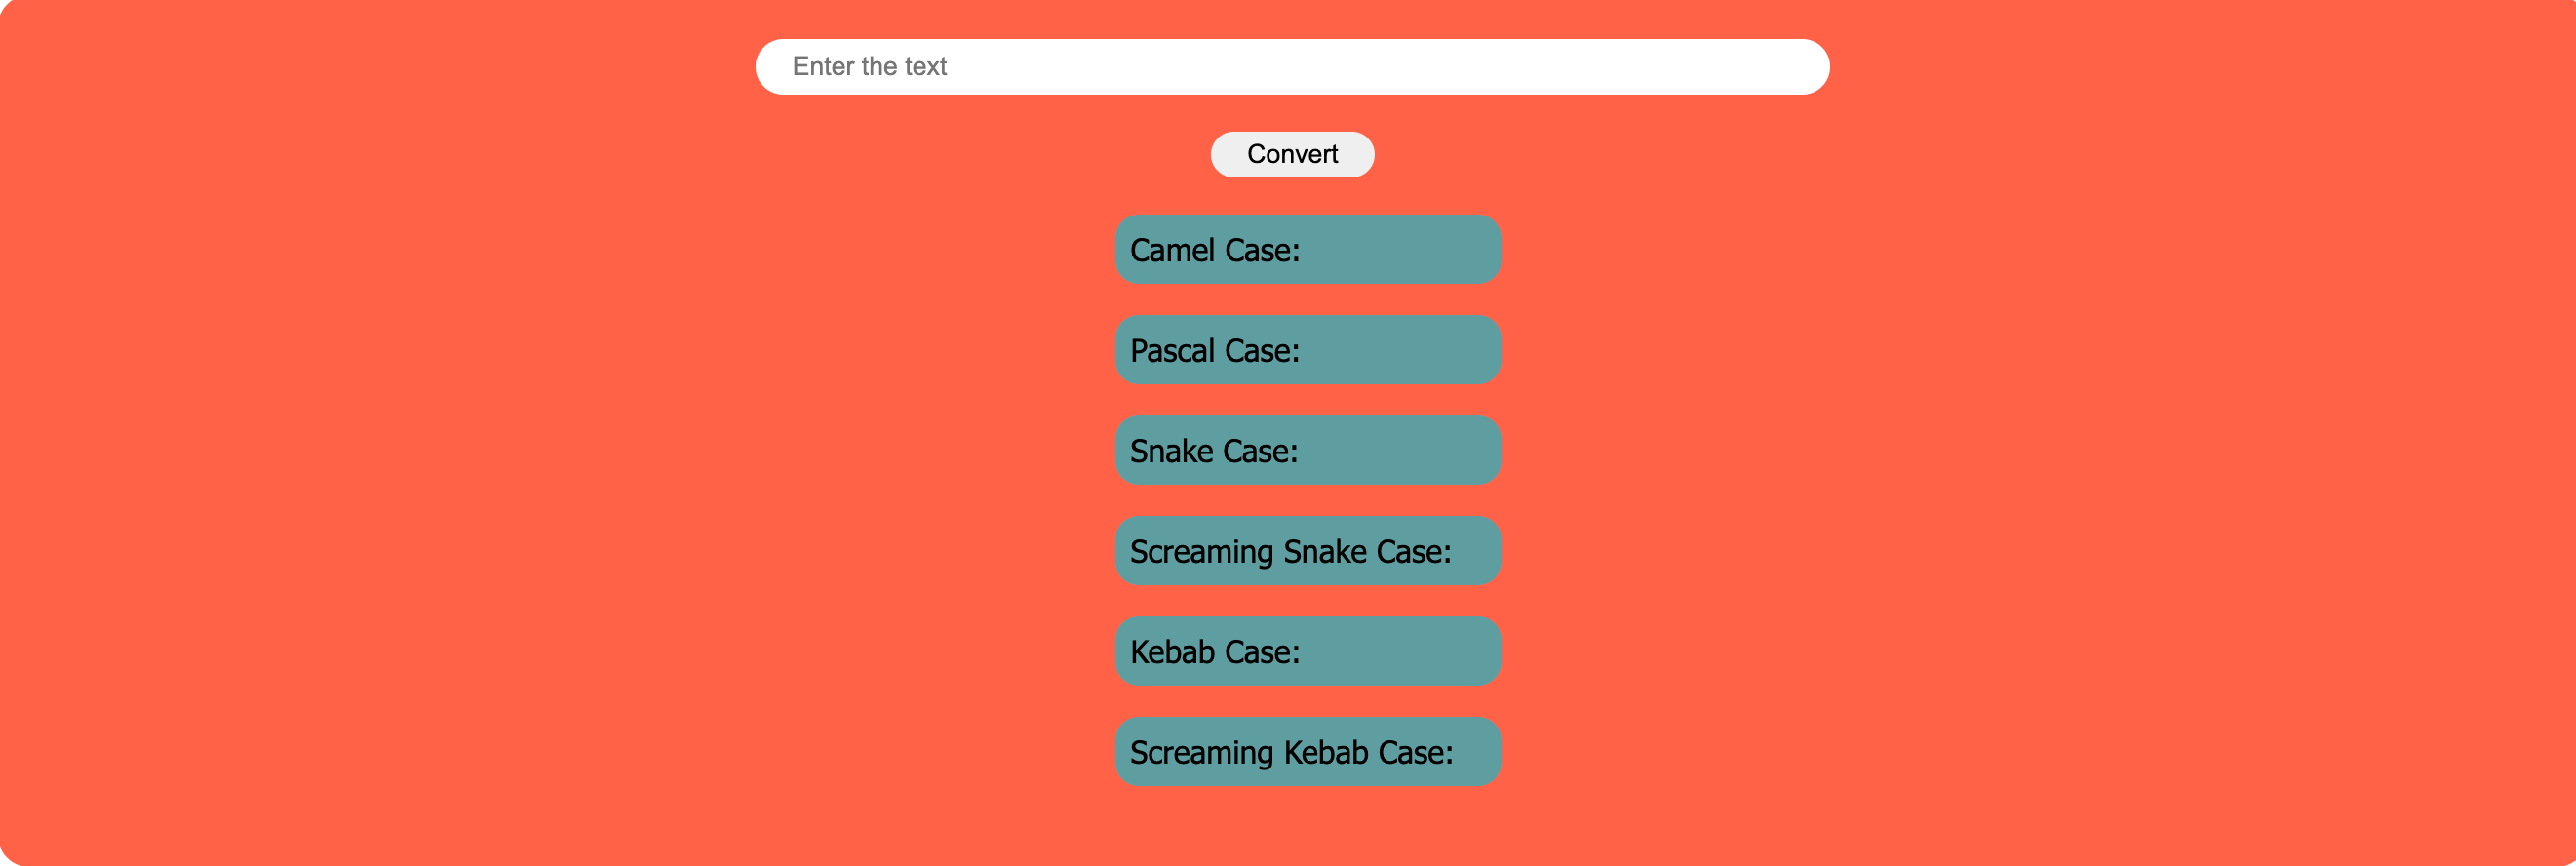 Enter the text
Convert
Camel Case:
Pascal Case:
Snake Case:
Screaming Snake Case:
Kebab Case:
Screaming Kebab Case: